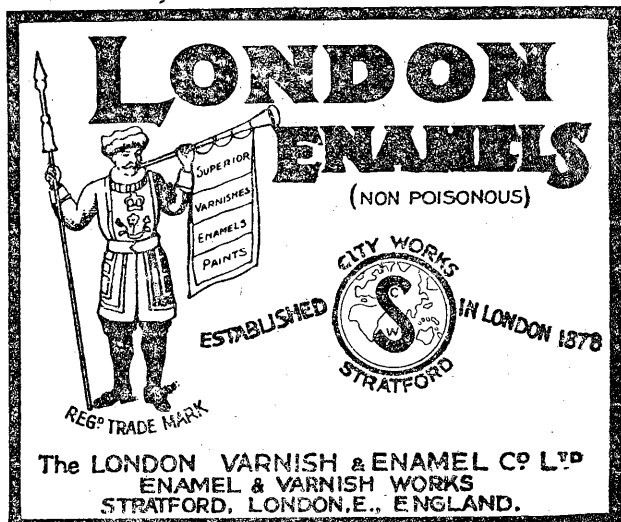 LONDON
ENAMELS
(NON POISONOUS)
SUPERIOR
VARNISHES
ENAMELS
PAINTS
CITY WORKS
ESTABLISHED IN LONDON 1878
C
S
W
STRATFORD
REGD TRADE MARK
The LONDON VARNISH & ENAMEL CO LTD
ENAMEL & VARNISH WORKS
STRATFORD, LONDON.E., ENGLAND.